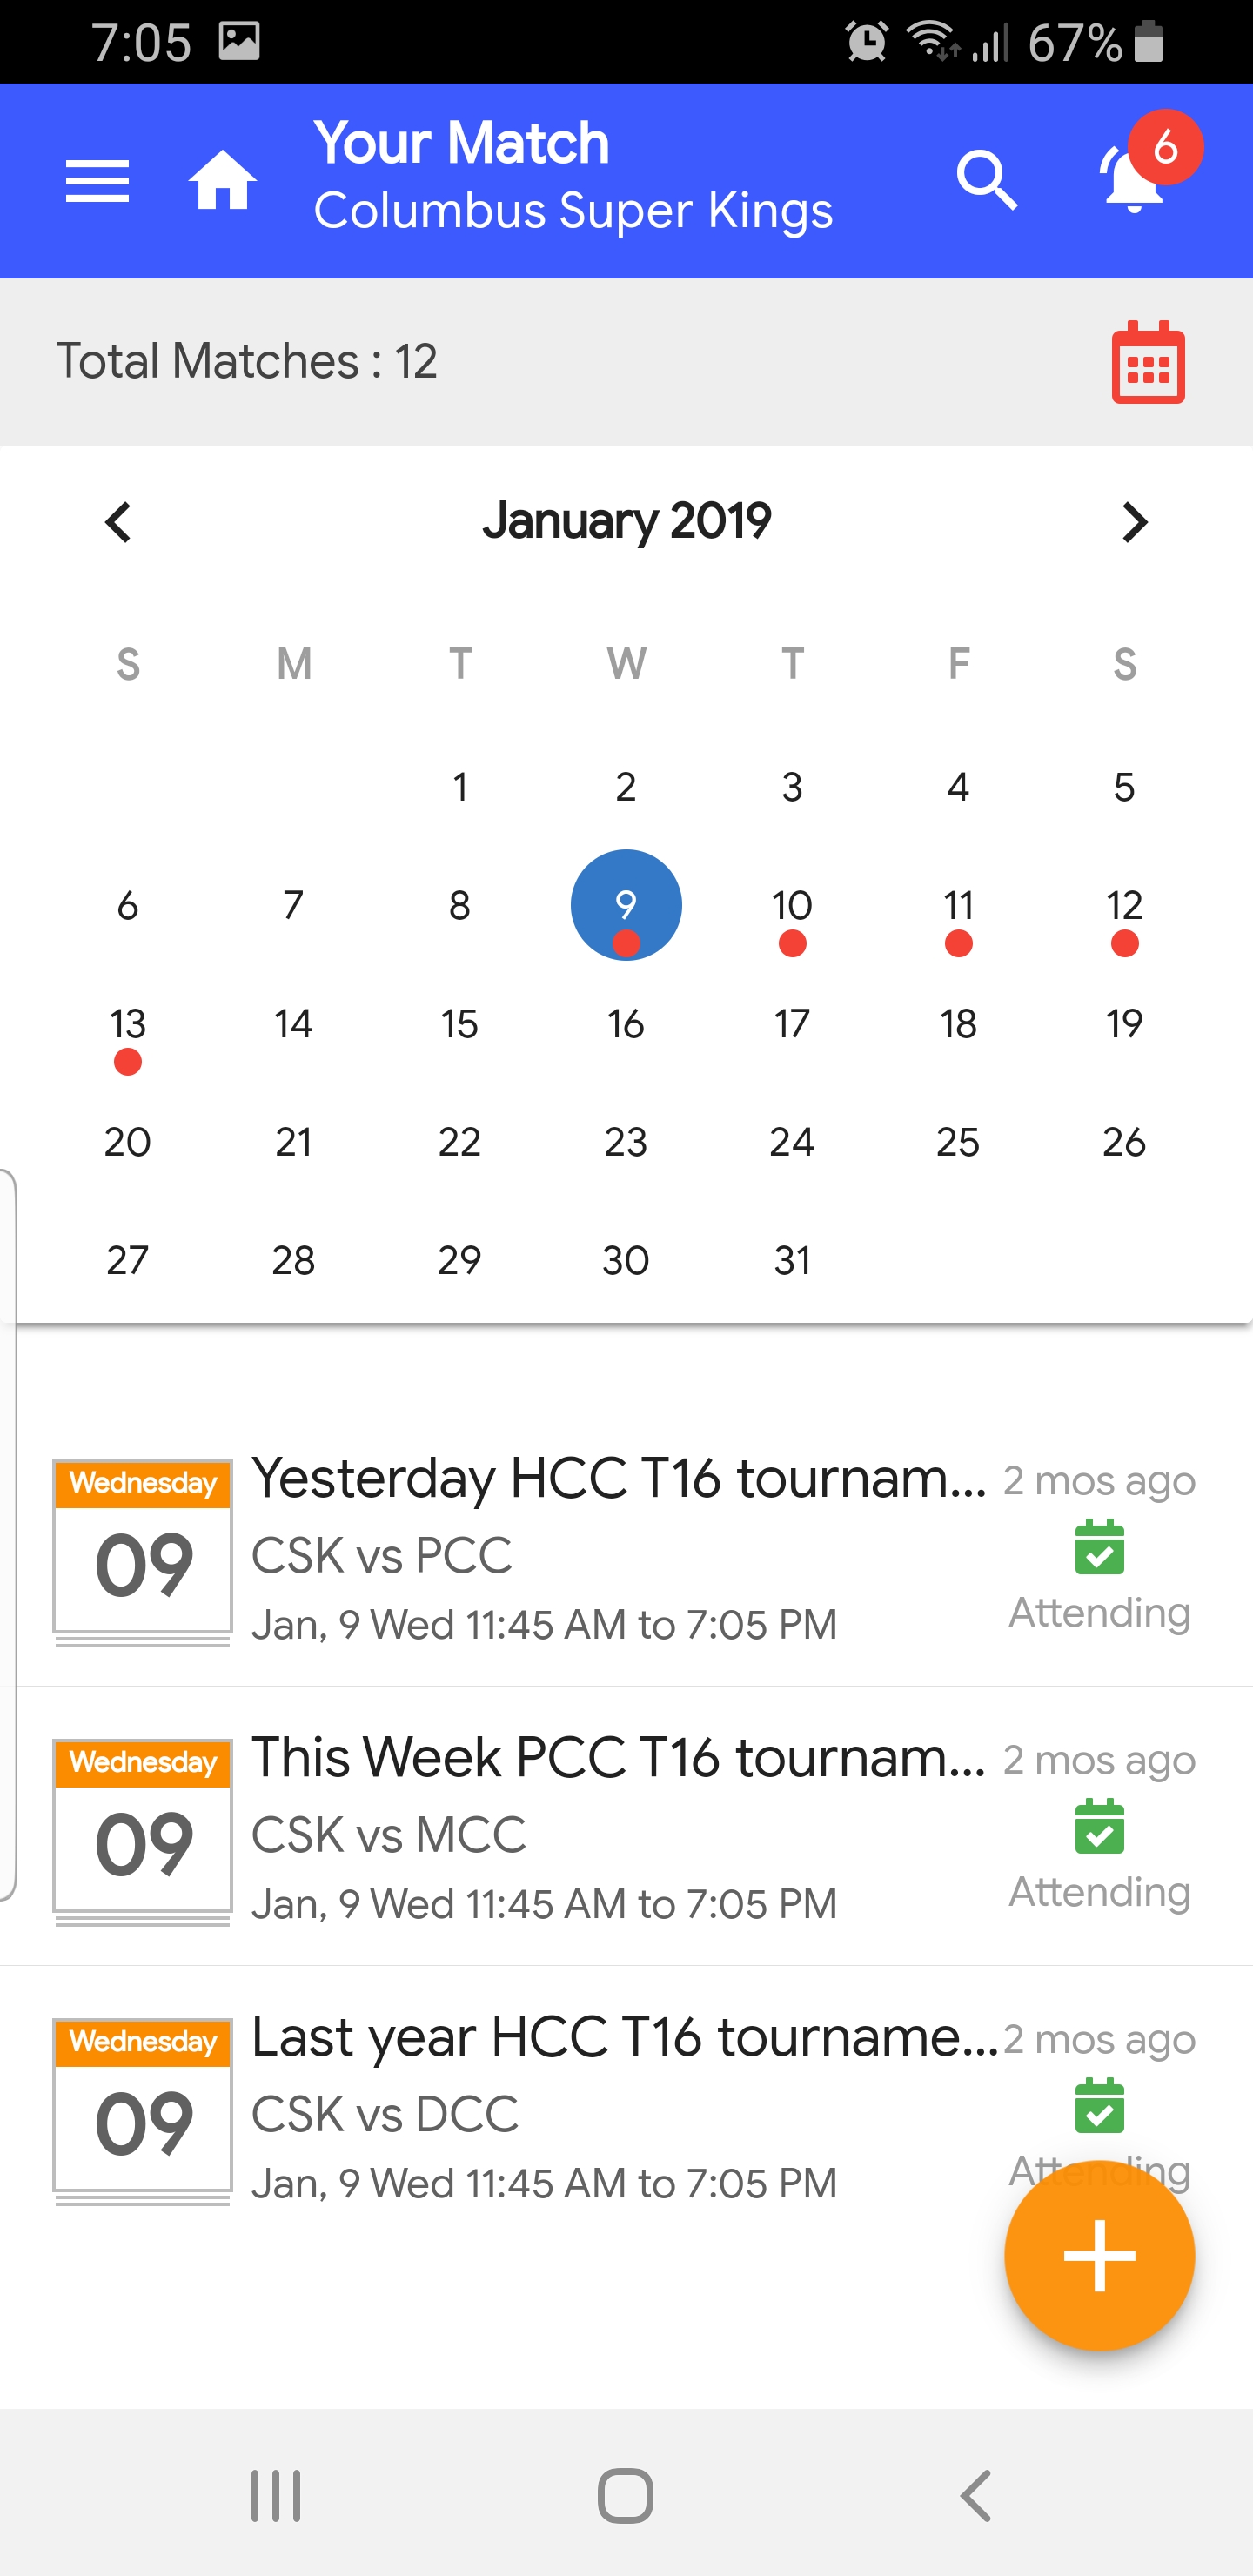 7:05 67%
Your Match
Columbus Super Kings
6
Total Matches : 12
January 2019
S M T W T F S
1 2 3 4 5
6 7 8 9 10 11 12
13 14 15 16 17 18 19
20 21 22 23 24 25 26
27 28 29 30 31
Wednesday
09
Yesterday HCC T16 tournam... 2 mos ago
CSK vs PCC
Jan, 9 Wed 11:45 AM to 7:05 PM
Attending
Wednesday
09
This Week PCC T16 tournam... 2 mos ago
CSK vs MCC
Jan, 9 Wed 11:45 AM to 7:05 PM
Attending
Wednesday
09
Last year HCC T16 tourname... 2 mos ago
CSK vs DCC
Jan, 9 Wed 11:45 AM to 7:05 PM
Attending